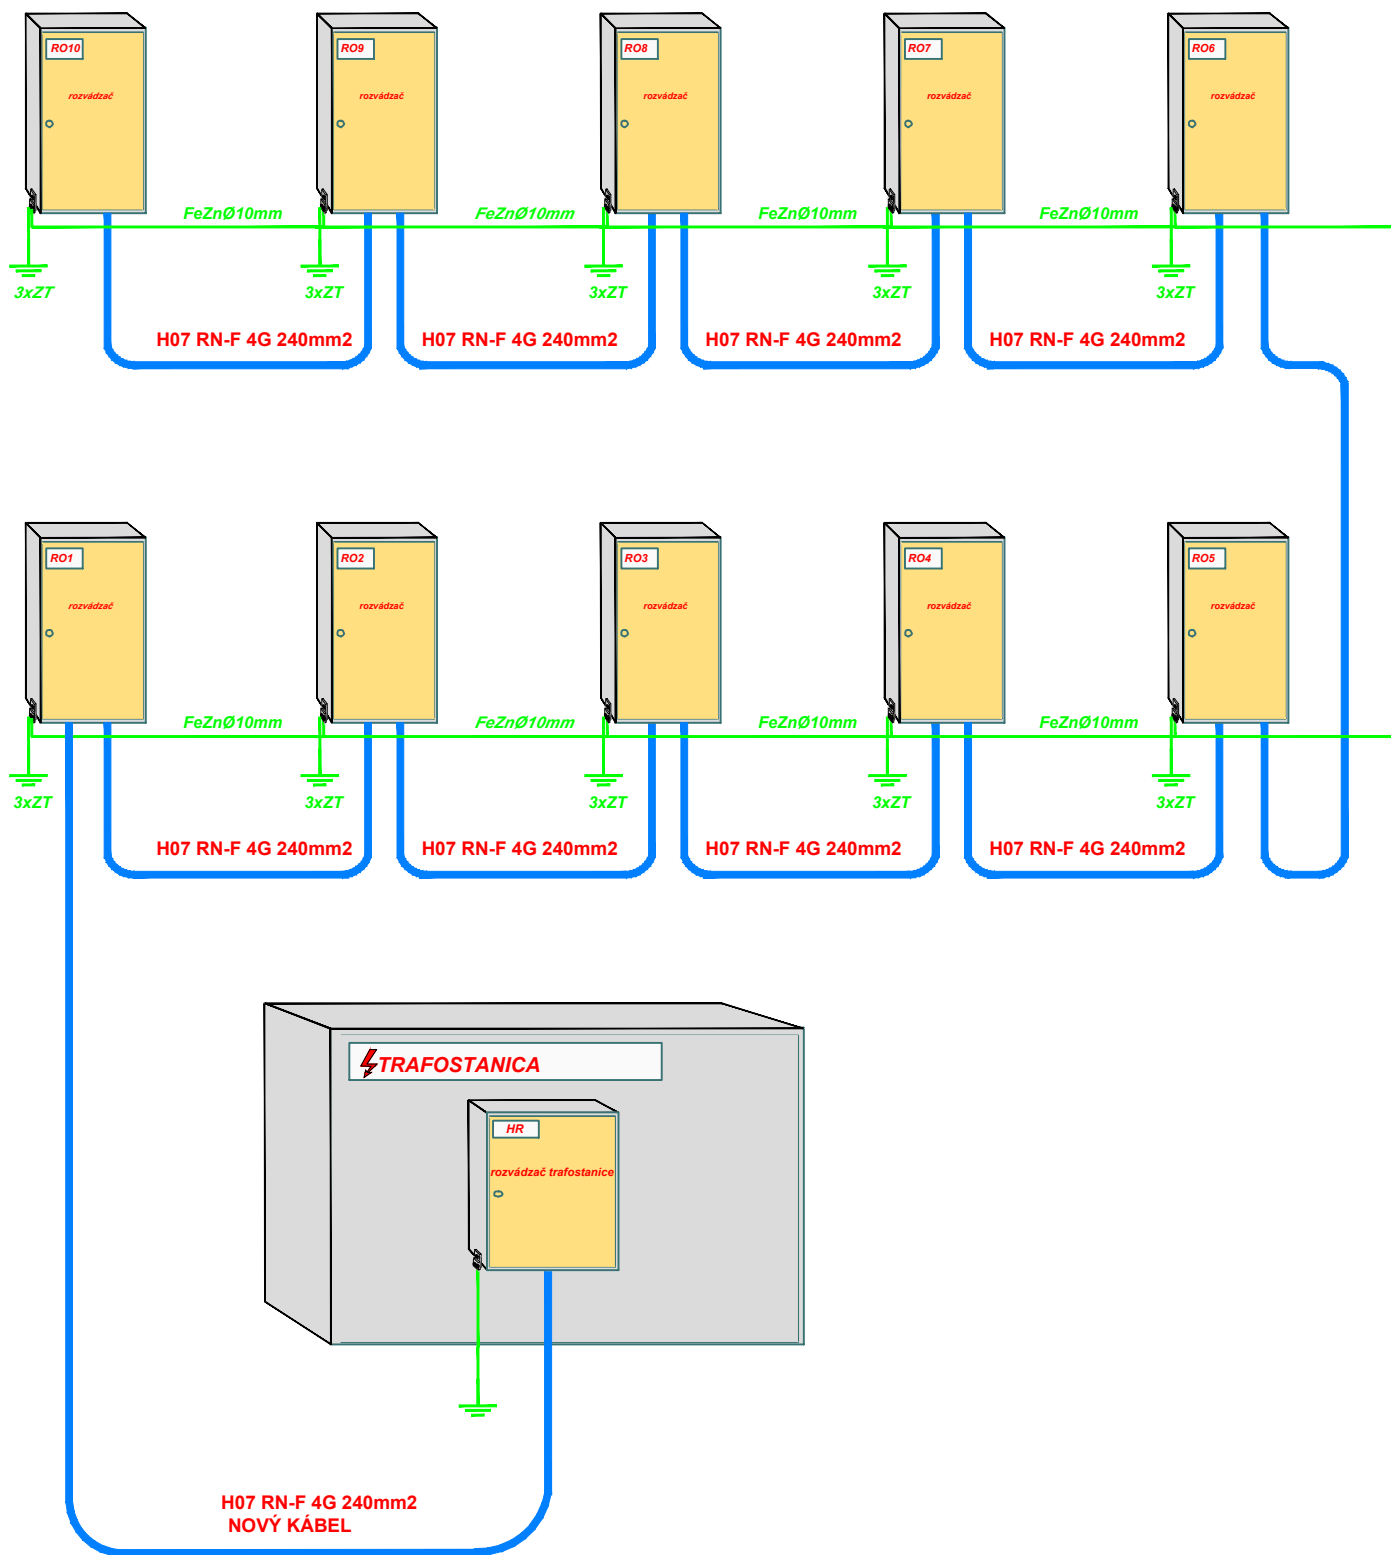 RO10 RO9 RO8 RO7 RO6
rozvádzač rozvádzač rozvádzač rozvádzač rozvádzač
FeZnØ10mm FeZnØ10mm FeZnØ10mm FeZnØ10mm
3xZT 3xZT 3xZT 3xZT 3xZT
H07 RN-F 4G 240mm2 H07 RN-F 4G 240mm2 H07 RN-F 4G 240mm2 H07 RN-F 4G 240mm2
RO1 RO2 RO3 RO4 RO5
rozvádzač rozvádzač rozvádzač rozvádzač rozvádzač
FeZnØ10mm FeZnØ10mm FeZnØ10mm FeZnØ10mm
3xZT 3xZT 3xZT 3xZT 3xZT
H07 RN-F 4G 240mm2 H07 RN-F 4G 240mm2 H07 RN-F 4G 240mm2 H07 RN-F 4G 240mm2
TRAFOSTANICA
HR
rozvádzač trafostanice
H07 RN-F 4G 240mm2
NOVÝ KÁBEL